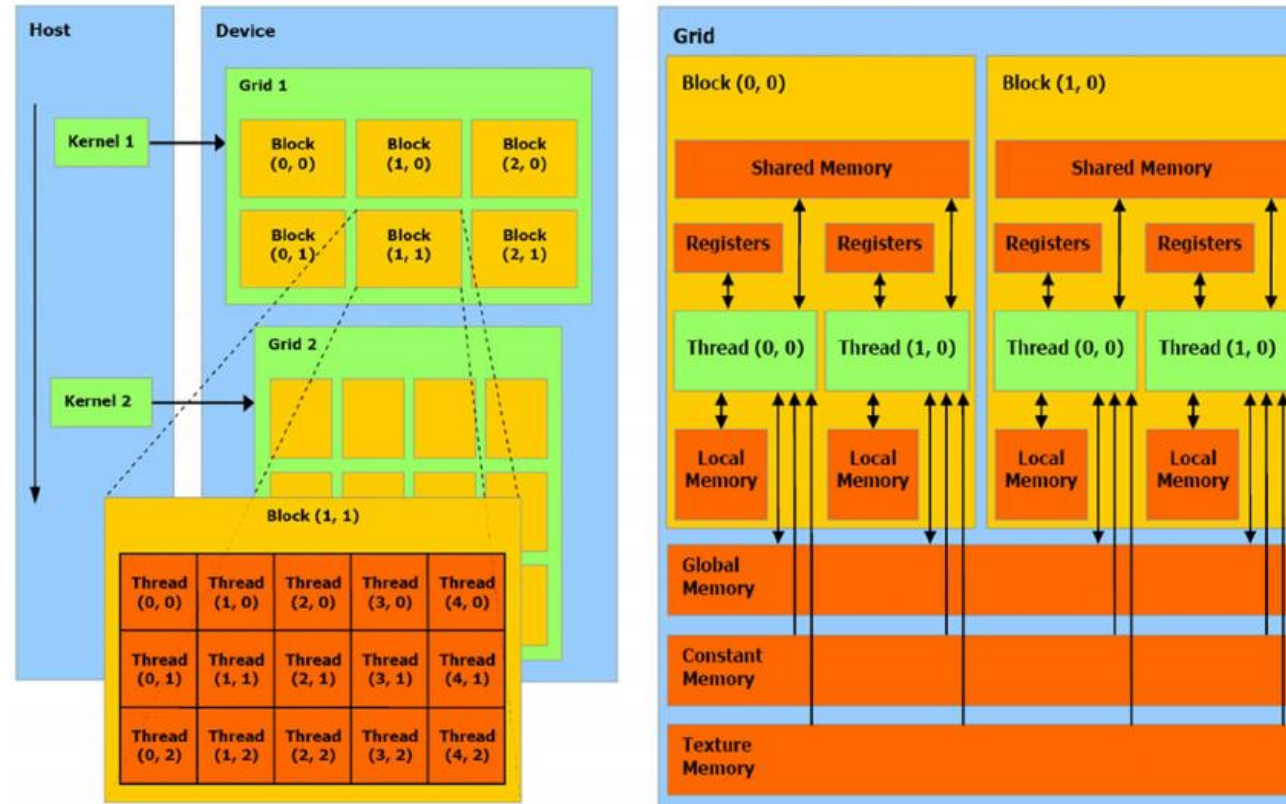 Host
Device
Grid 1
Kernel 1
Block
(0, 0)
Block
(1, 0)
Block
(2, 0)
Block
(0, 1)
Block
(1, 1)
Block
(2, 1)
Grid 2
Kernel 2
Block (1, 1)
Thread
(0, 0)
Thread
(1, 0)
Thread
(2, 0)
Thread
(3, 0)
Thread
(4, 0)
Thread
(0, 1)
Thread
(1, 1)
Thread
(2, 1)
Thread
(3, 1)
Thread
(4, 1)
Thread
(0, 2)
Thread
(1, 2)
Thread
(2, 2)
Thread
(3, 2)
Thread
(4, 2)
Grid
Block (0, 0)
Shared Memory
Registers
Registers
Thread (0, 0)
Thread (1, 0)
Local
Memory
Local
Memory
Block (1, 0)
Shared Memory
Registers
Registers
Thread (0, 0)
Thread (1, 0)
Local
Memory
Local
Memory
Global
Memory
Constant
Memory
Texture
Memory